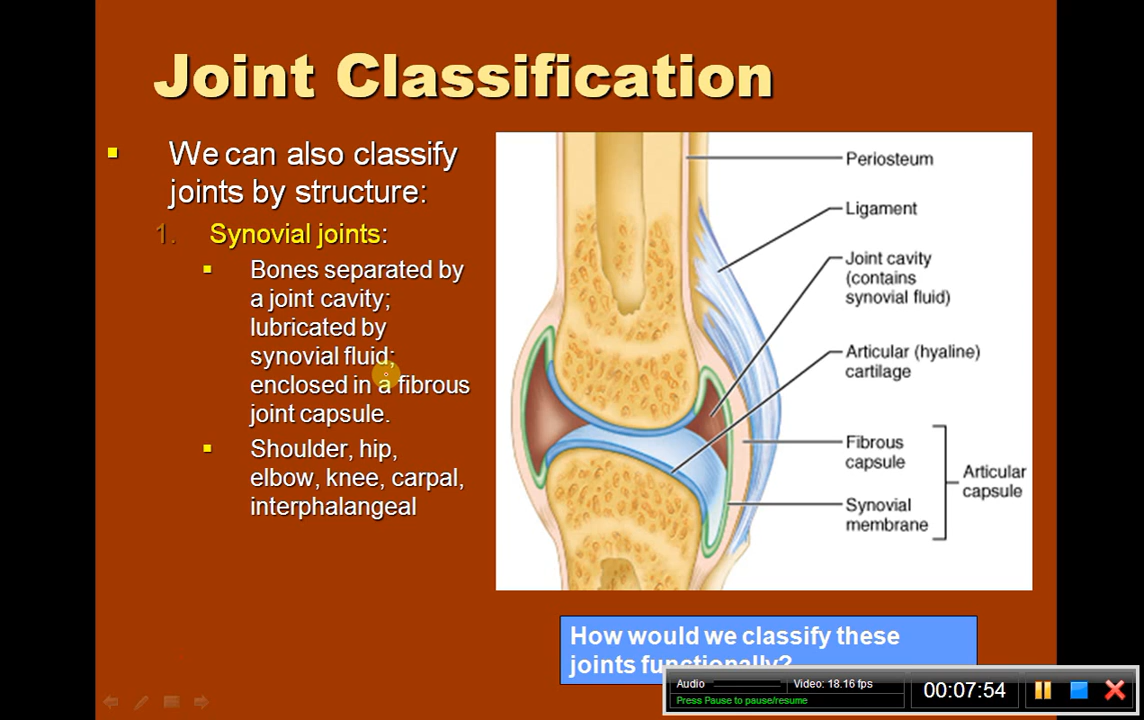 Joint Classification
We can also classify
joints by structure:
1. Synovial joints:
Bones separated by
a joint cavity;
lubricated by
synovial fluid;
enclosed in a fibrous
joint capsule.
Shoulder, hip,
elbow, knee, carpal,
interphalangeal
Periosteum
Ligament
Joint cavity
(contains
synovial fluid)
Articular (hyaline)
cartilage
Fibrous
capsule
Articular
capsule
Synovial
membrane
How would we classify these
joints functionally?
Audio
Video: 18.16 fps
Press Pause to pause/resume
00:07:54